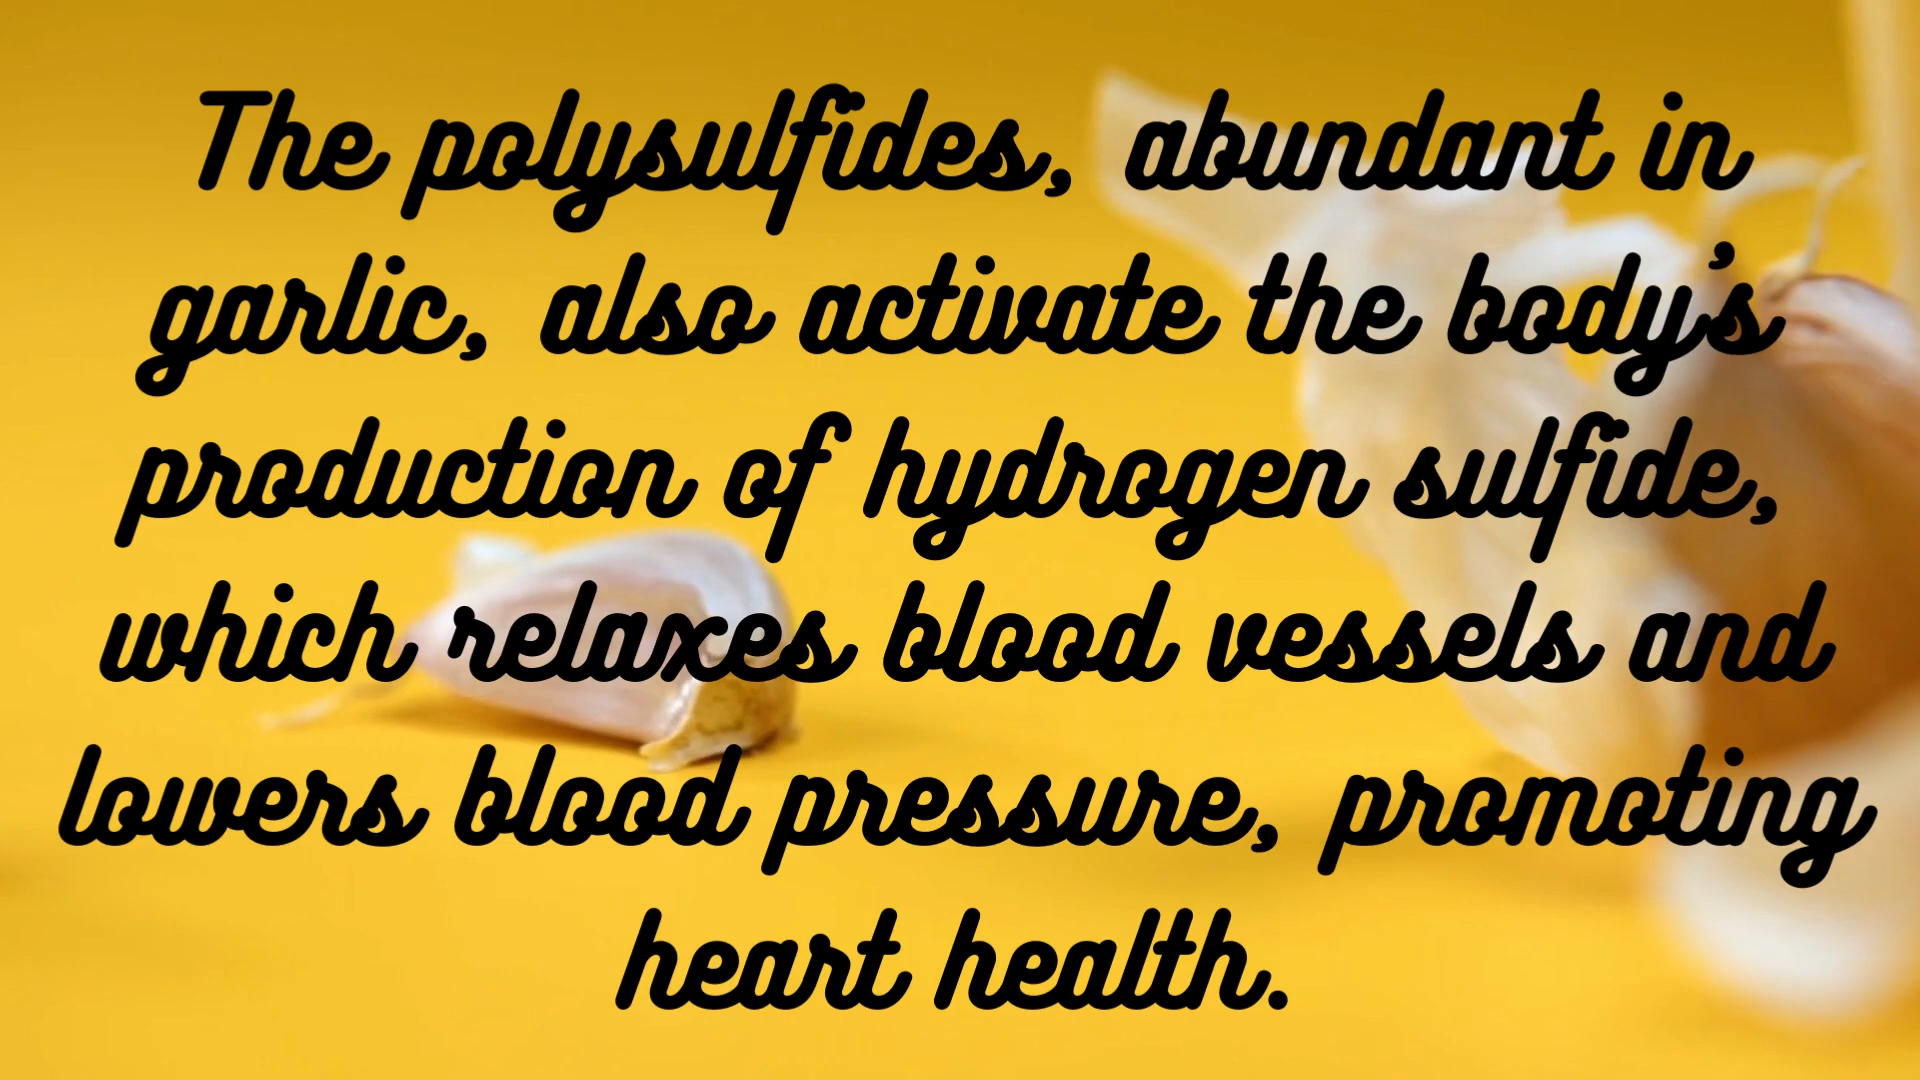 The polysulfides, abundant in
garlic, also activate the body's
production of hydrogen sulfide,
which relaxes blood vessels and
lowers blood pressure, promoting
heart health.